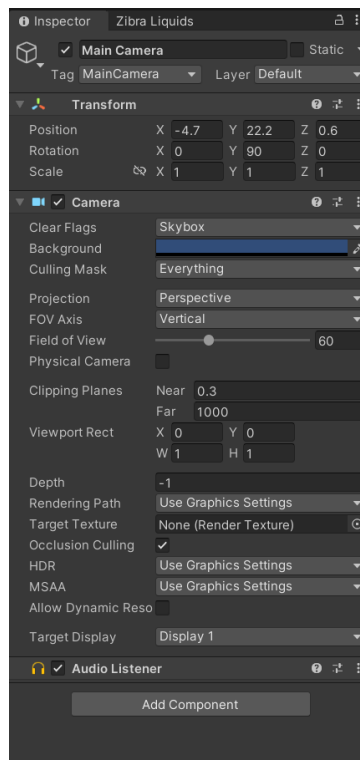 Inspector Zibra Liquids
Main Camera Static
Tag MainCamera Layer Default
Transform
Position X -4.7 Y 22.2 Z 0.6
Rotation X 0 Y 90 Z 0
Scale X 1 Y 1 Z 1
Camera
Clear Flags Skybox
Background
Culling Mask Everything
Projection Perspective
FOV Axis Vertical
Field of View 60
Physical Camera
Clipping Planes Near 0.3
Far 1000
Viewport Rect X 0 Y 0
W 1 H 1
Depth -1
Rendering Path Use Graphics Settings
Target Texture None (Render Texture)
Occlusion Culling
HDR Use Graphics Settings
MSAA Use Graphics Settings
Allow Dynamic Reso
Target Display Display 1
Audio Listener
Add Component